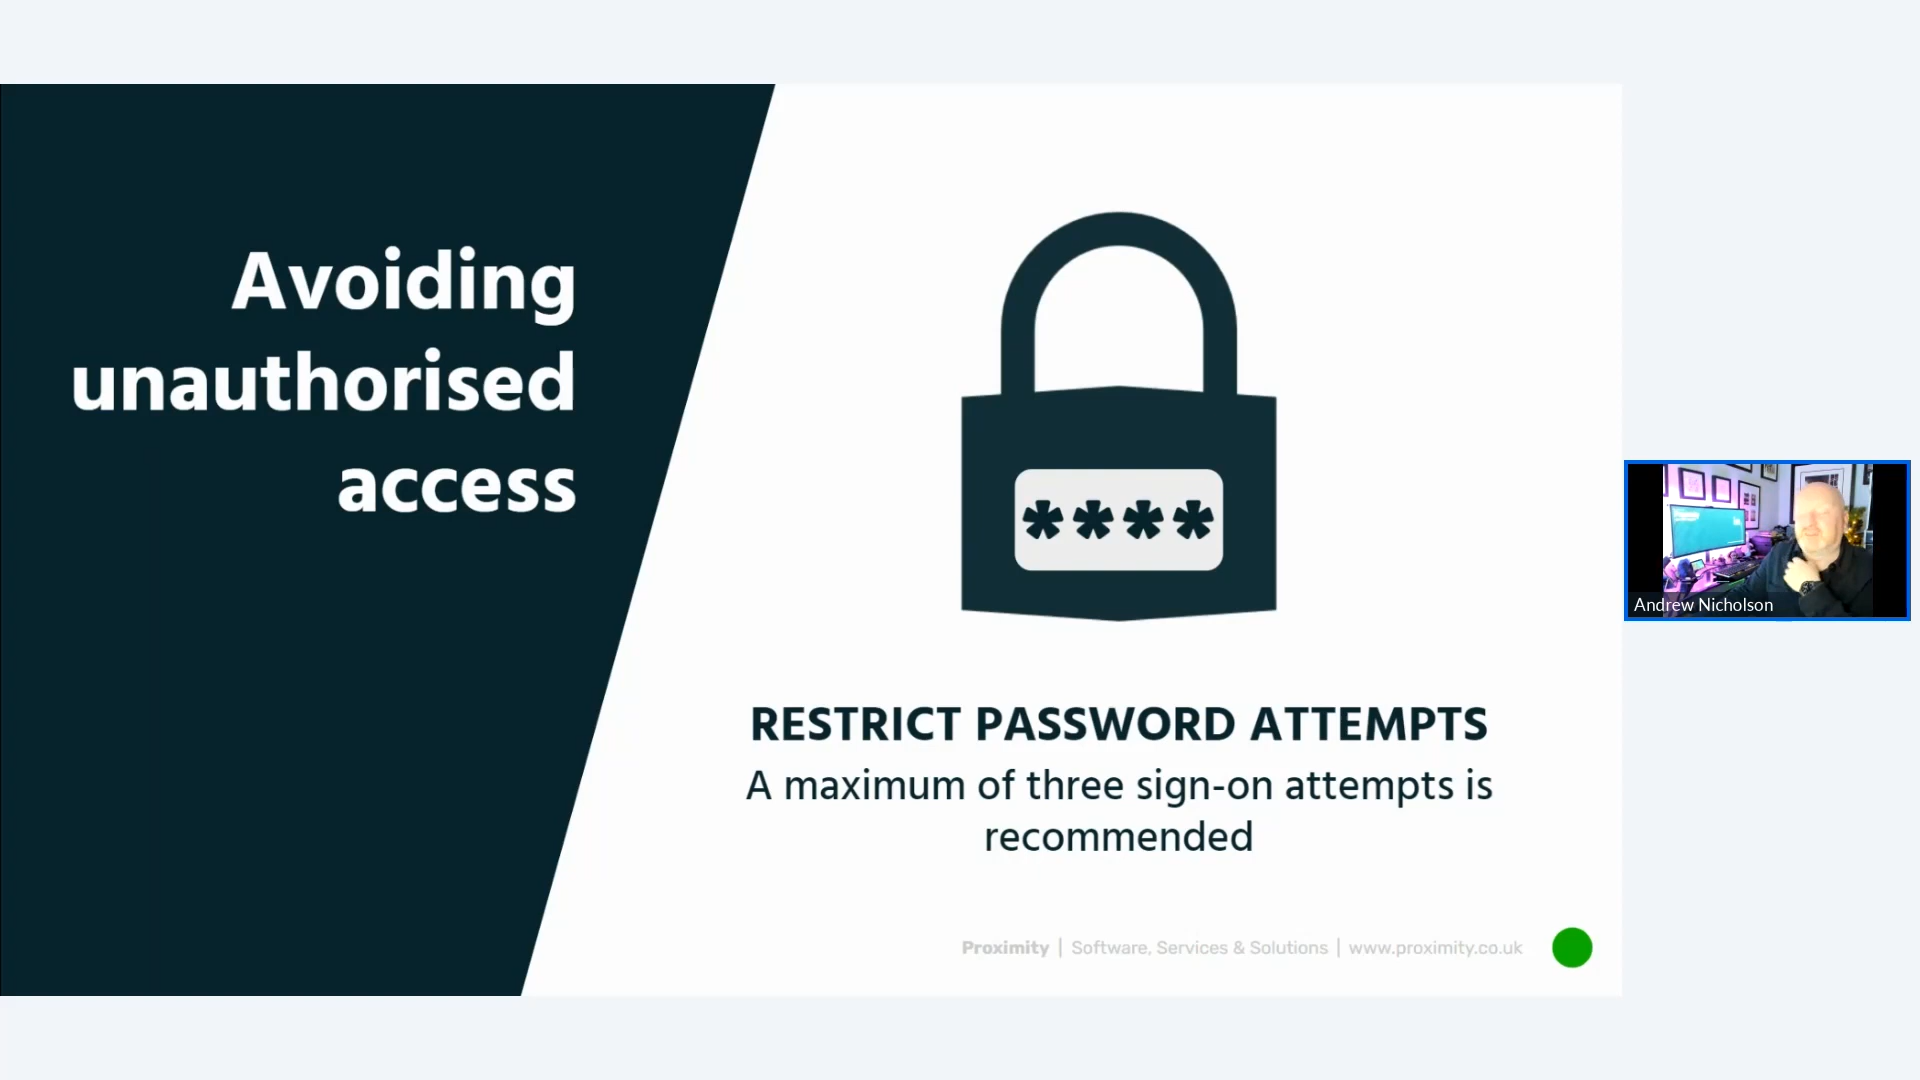 Avoiding
unauthorised
access
****
RESTRICT PASSWORD ATTEMPTS
A maximum of three sign-on attempts is
recommended
Proximity | Software, Services & Solutions | www.proximity.co.uk
Andrew Nicholson